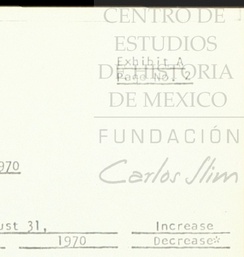 CENTRO DE
ESTUDIOS
DE HISTORIA
DE MEXICO
Exhibit A
Page No. 2
FUNDACIÓN
Carlos Slim
970
ust 31,
1970
Increase
Decrease*